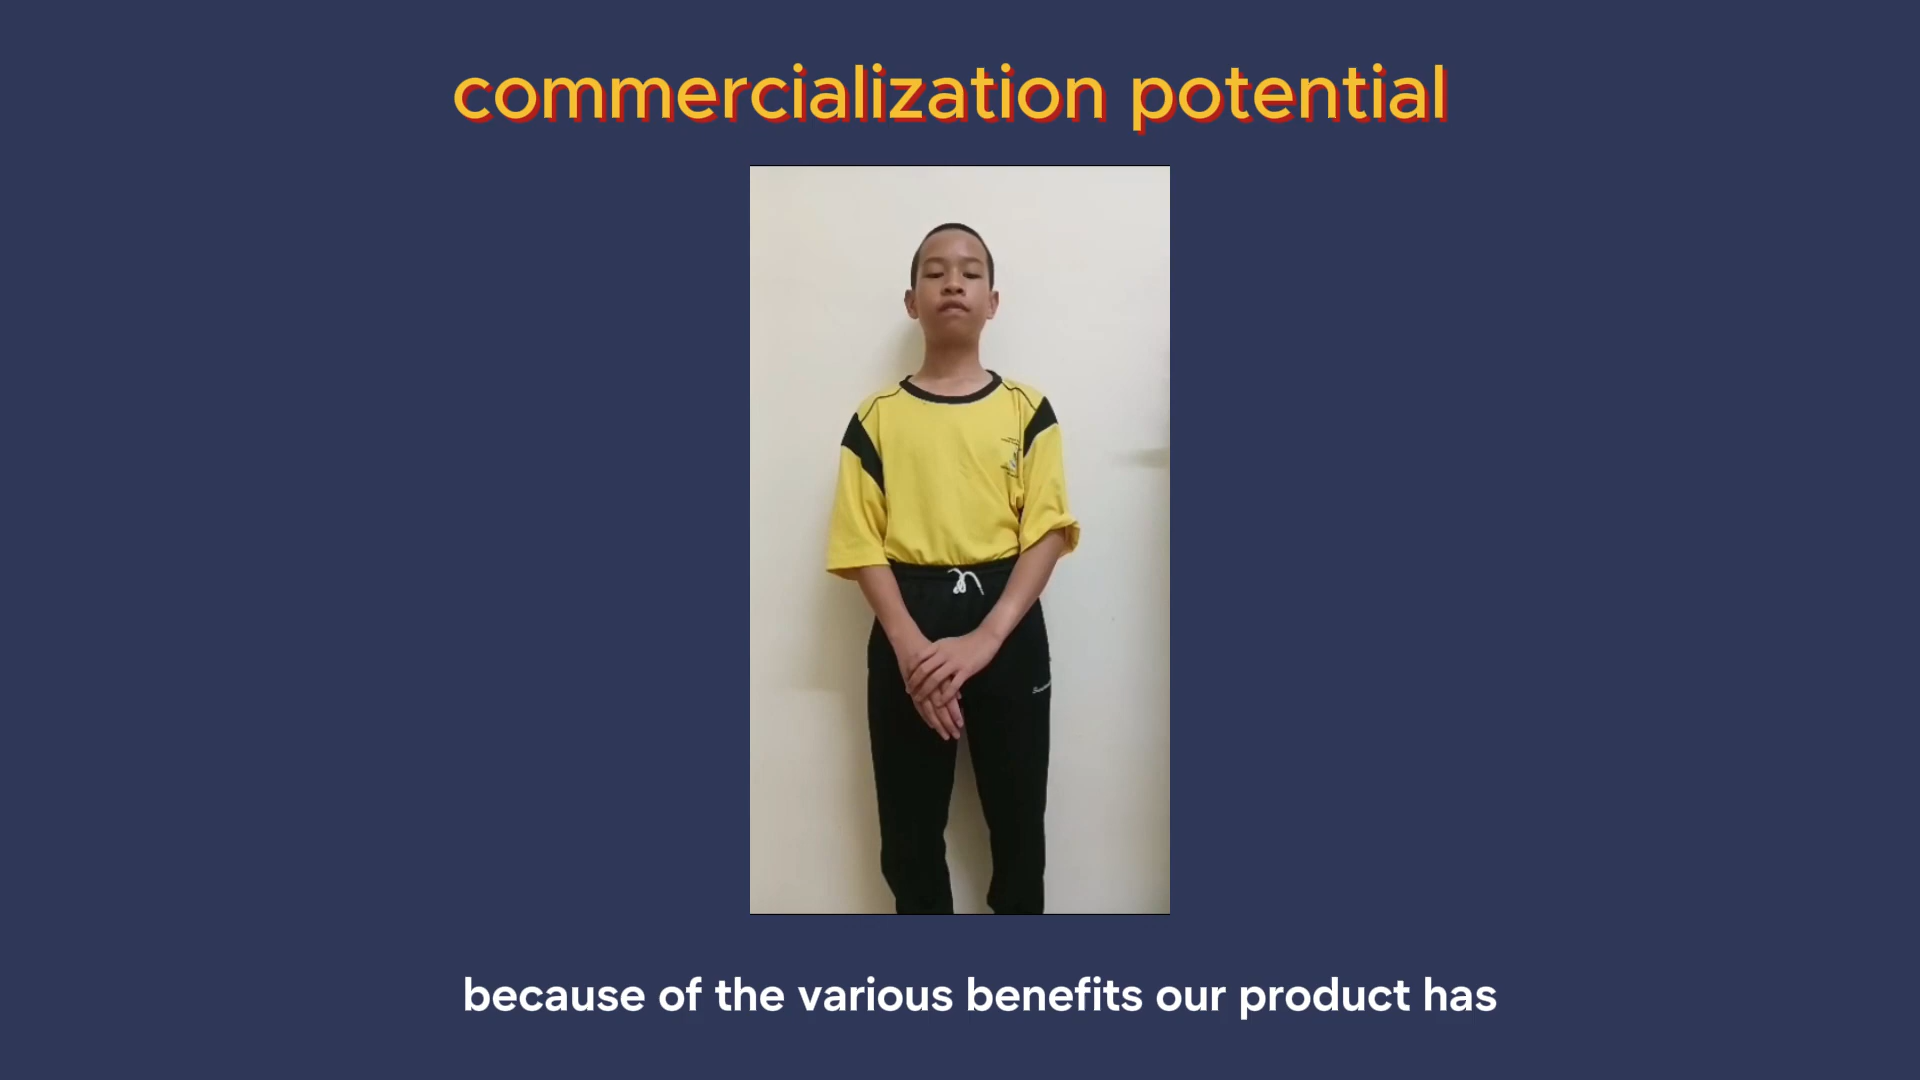 commercialization potential
because of the various benefits our product has